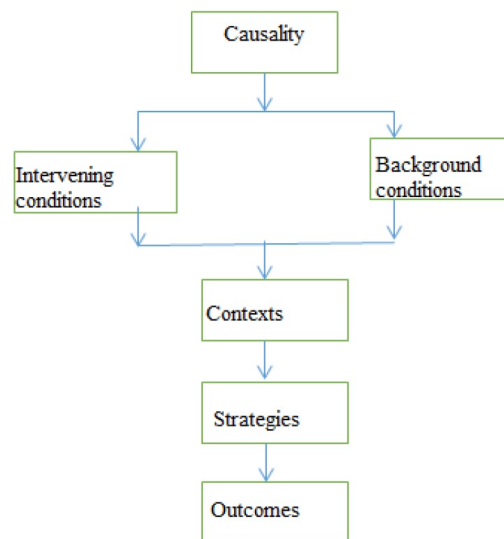 Causality
Intervening
conditions
Background
conditions
Contexts
Strategies
Outcomes